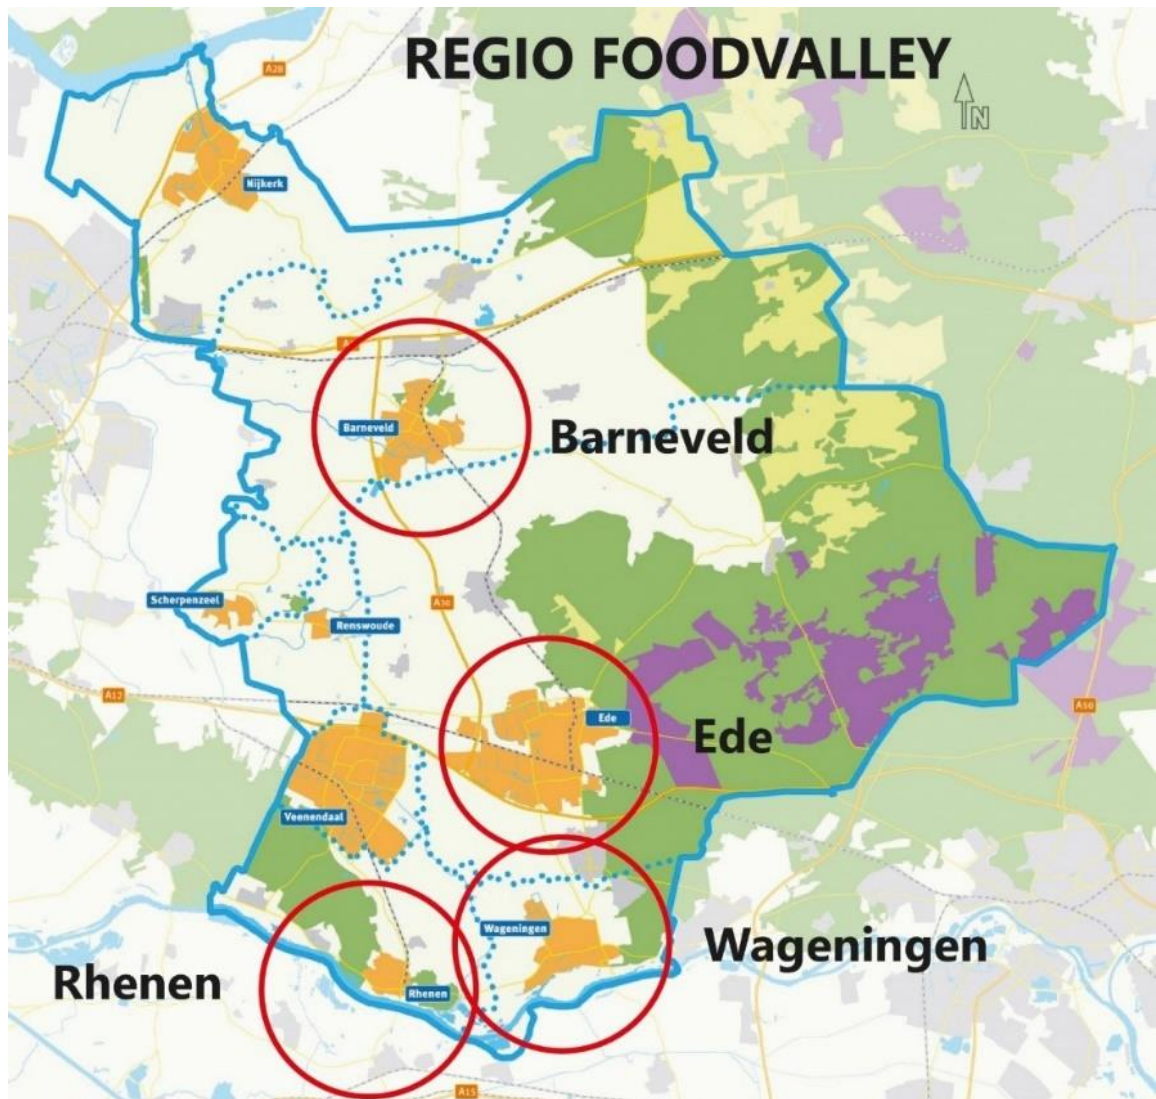 REGIO FOODVALLEY
A28
N
Nijkerk
Barneveld
Barneveld
Scherpenzeel
A30
Renswoude
A12
Ede
Ede
A50
Veenendaal
Wageningen
Wageningen
Rhenen
Rhenen
A15